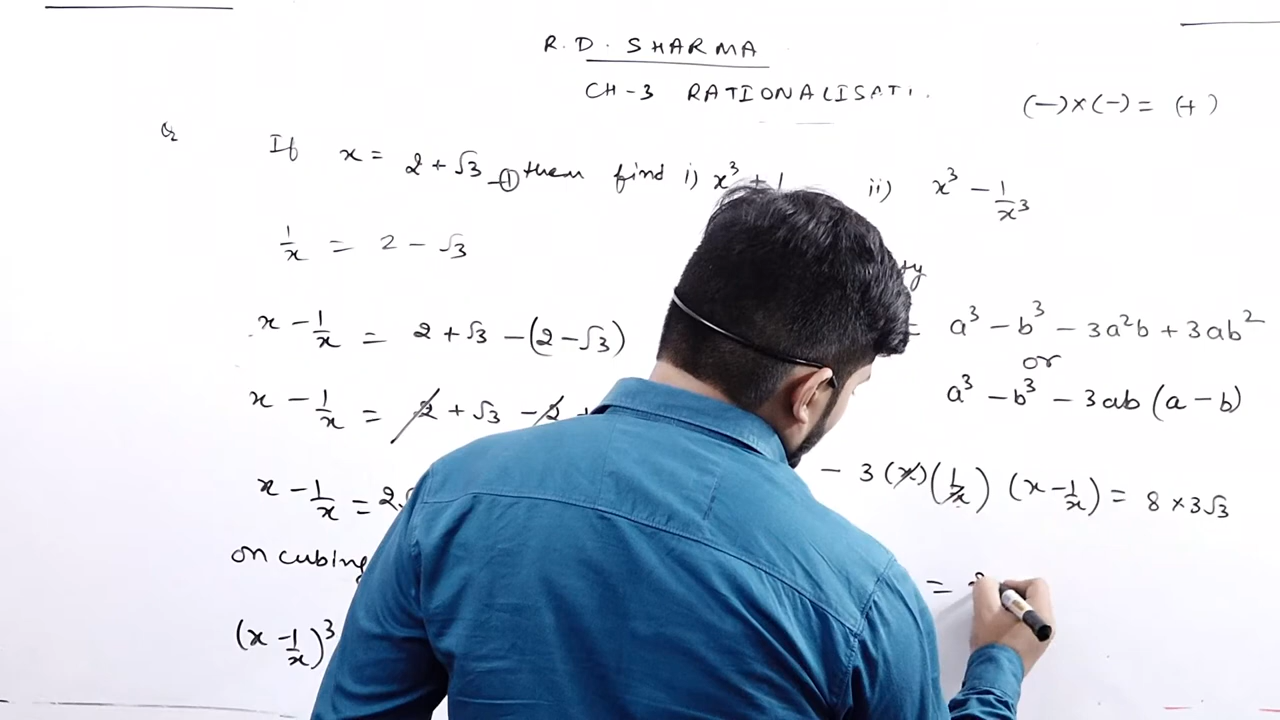 R.D. SHARMA
CH-3 RATIONALISATI
(-)×(-) = (+)
Q If x = 2 + √3 -① then find i) x³ + 1 ii) x³ - 1/x³
1/x = 2 - √3
x - 1/x = 2 + √3 - (2 - √3)
= a³ - b³ - 3a²b + 3ab²
or
x - 1/x = 2 + √3 - 2
a³ - b³ - 3ab (a - b)
x - 1/x = 2√
- 3 (x) (1/x) (x - 1/x) = 8 × 3√3
on cubing
=
(x - 1/x)³